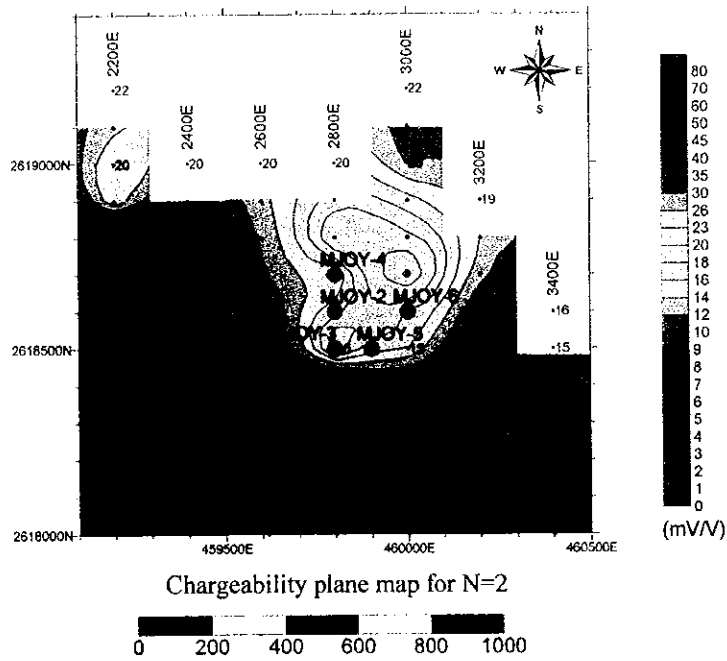 2200E
3000E
N
W E
S
22
22
2400E
2600E
2800E
3200E
2619000N
20
20
20
20
19
MJOY-4
MJOY-2
MJOY-6
3400E
16
MJOY-5
2618500N
15
2618000N
459500E
460000E
460500E
80
70
60
50
45
40
35
30
26
23
20
18
16
14
12
10
9
8
7
6
5
4
3
2
1
0
(mV/V)
Chargeability plane map for N=2
0 200 400 600 800 1000